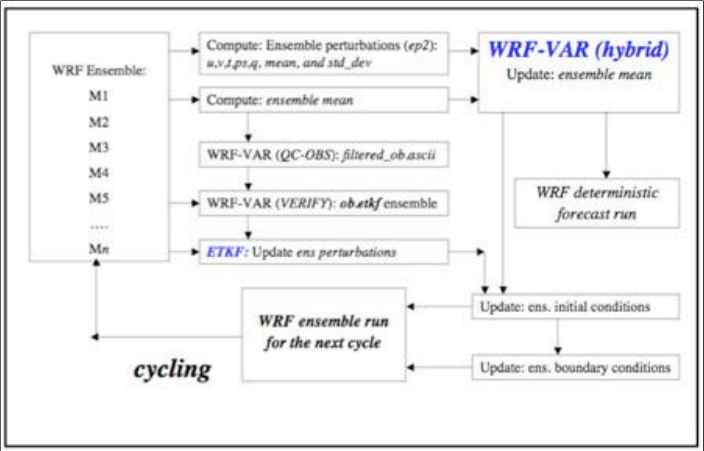 WRF Ensemble:
M1
M2
M3
M4
M5
....
Mn
Compute: Ensemble perturbations (ep2):
u,v,t,ps,q, mean, and std_dev
Compute: ensemble mean
WRF-VAR (QC-OBS): filtered_ob.ascii
WRF-VAR (VERIFY): ob.etkf ensemble
ETKF: Update ens perturbations
WRF-VAR (hybrid)
Update: ensemble mean
WRF deterministic
forecast run
Update: ens. initial conditions
Update: ens. boundary conditions
WRF ensemble run
for the next cycle
cycling